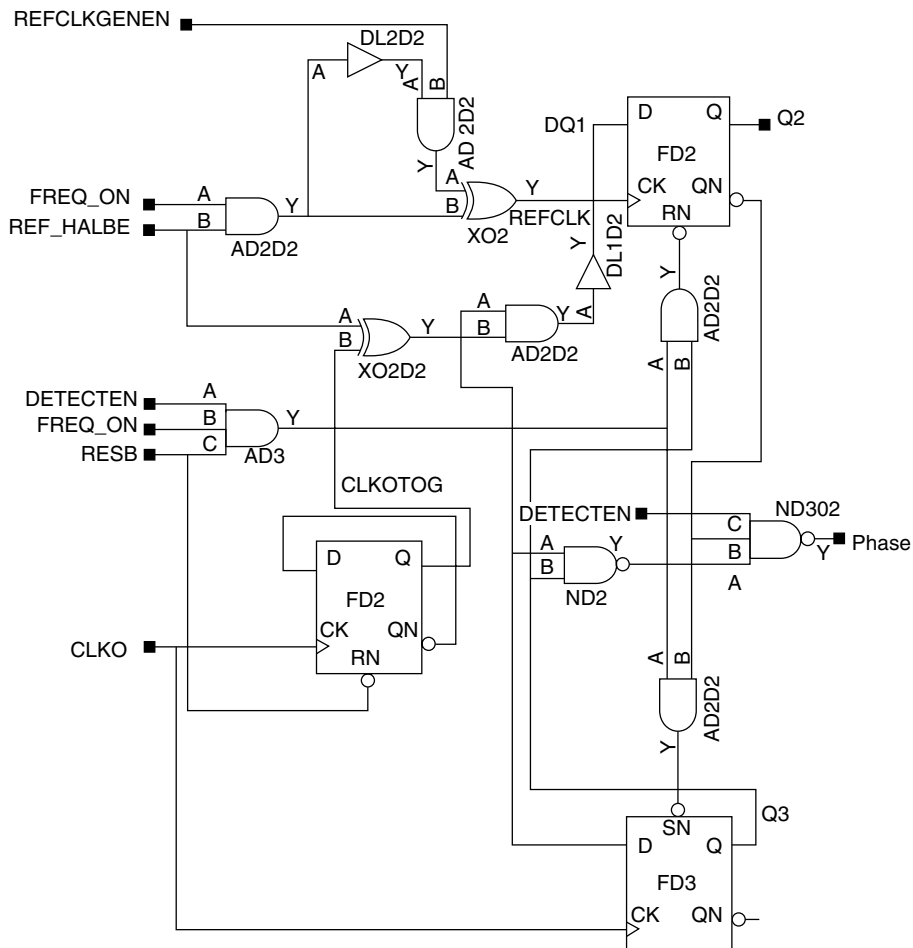 REFCLKGENEN
DL2D2
A
Y
A
B
AD 2D2
Y
DQ1
D
Q
Q2
FD2
CK
QN
RN
FREQ_ON
A
REF_HALBE
B
Y
AD2D2
A
B
Y
XO2
REFCLK
Y
DL1D2
A
Y
AD2D2
A
B
A
B
Y
XO2D2
A
B
Y
AD2D2
DETECTEN
A
FREQ_ON
B
RESB
C
Y
AD3
CLKOTOG
DETECTEN
ND302
C
B
A
Y
Phase
A
B
Y
ND2
D
Q
FD2
CK
QN
RN
CLKO
A
B
AD2D2
Y
Q3
SN
D
Q
FD3
CK
QN